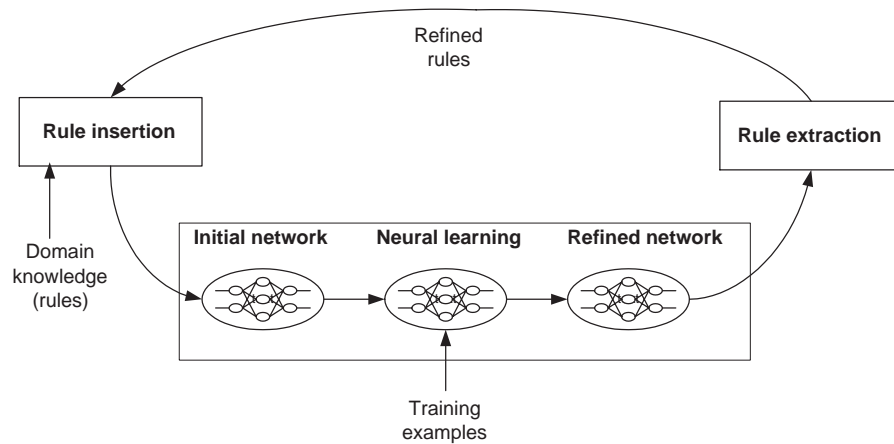 Refined
rules
Rule insertion
Rule extraction
Domain
knowledge
(rules)
Initial network
Neural learning
Refined network
Training
examples